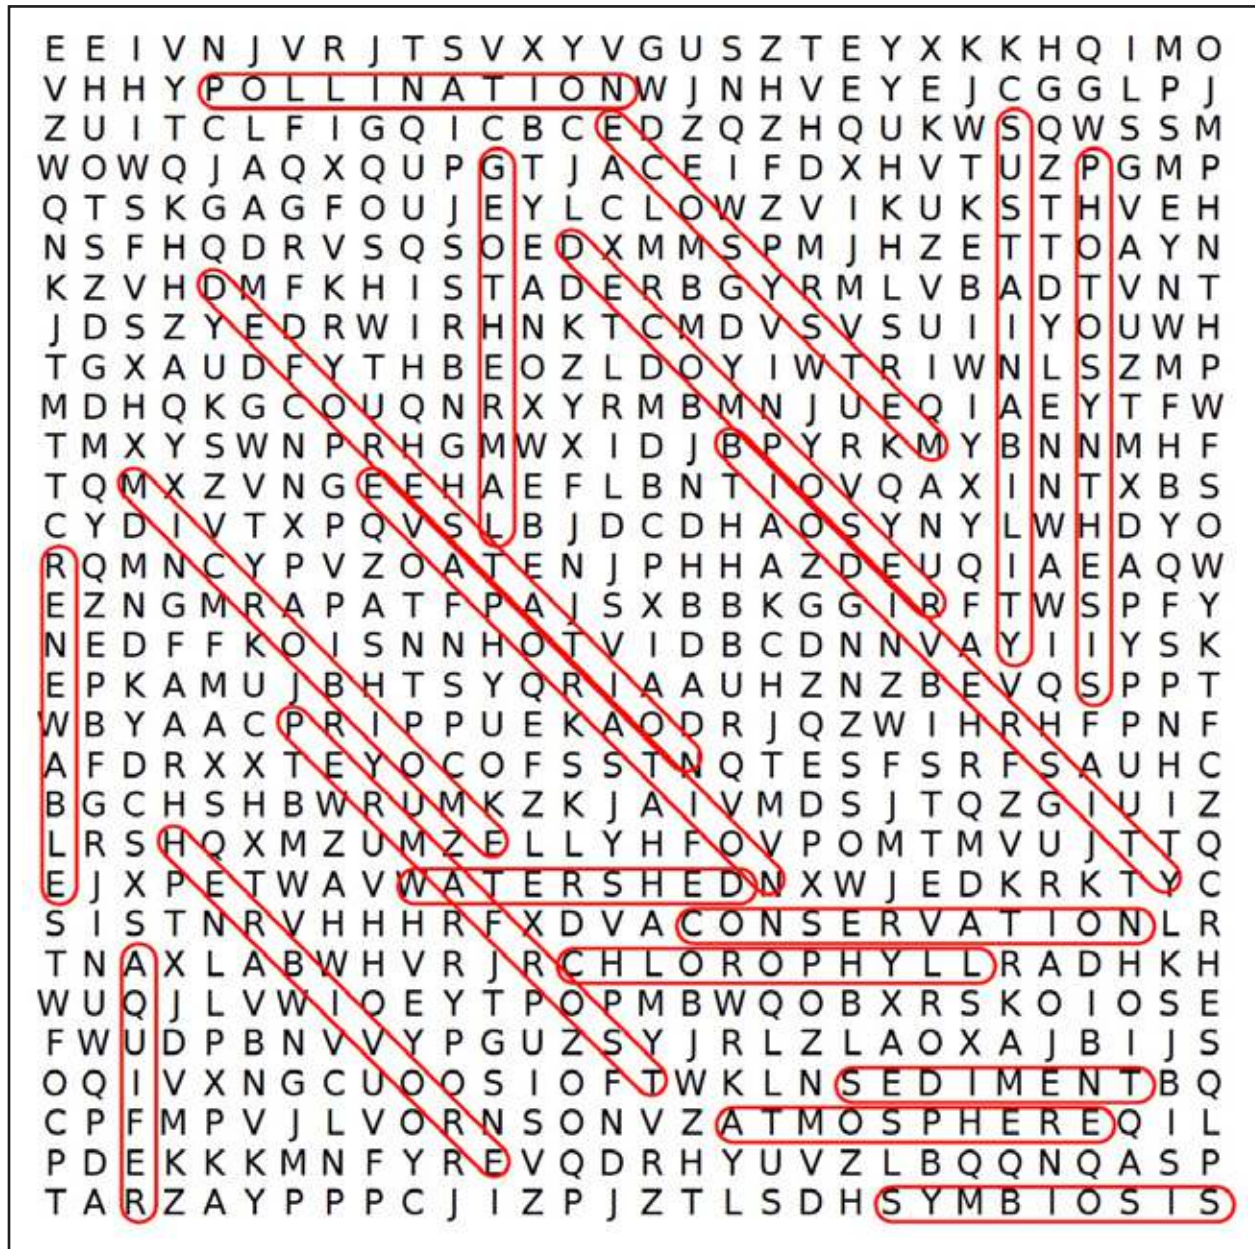 E E I V N J V R J T S V X Y V G U S Z T E Y X K K H Q I M O
V H H Y P O L L I N A T I O N W J N H V E Y E J C G G L P J
Z U I T C L F I G Q I C B C E D Z Q Z H Q U K W S Q W S S M
W O W Q J A Q X Q U P G T J A C E I F D X H V T U Z P G M P
Q T S K G A G F O U J E Y L C L O W Z V I K U K S T H V E H
N S F H Q D R V S Q S O E D X M M S P M J H Z E T T O A Y N
K Z V H D M F K H I S T A D E R B G Y R M L V B A D T V N T
J D S Z Y E D R W I R H N K T C M D V S V S U I I Y O U W H
T G X A U D F Y T H B E O Z L D O Y I W T R I W N L S Z M P
M D H Q K G C O U Q N R X Y R M B M N J U E Q I A E Y T F W
T M X Y S W N P R H G M W X I D J B P Y R K M Y B N N M H F
T Q M X Z V N G E E H A E F L B N T I O V Q A X I N T X B S
C Y D I V T X P Q V S L B J D C D H A O S Y N Y L W H D Y O
R Q M N C Y P V Z O A T E N J P H H A Z D E U Q I A E A Q W
E Z N G M R A P A T F P A J S X B B K G G I R F T W S P F Y
N E D F F K O I S N N H O T V I D B C D N N V A Y I I Y S K
E P K A M U J B H T S Y Q R I A A U H Z N Z B E V Q S P P T
W B Y A A C P R I P P U E K A O D R J Q Z W I H R H F P N F
A F D R X X T E Y O C O F S S T N Q T E S F S R F S A U H C
B G C H S H B W R U M K Z K J A I V M D S J T Q Z G I U I Z
L R S H Q X M Z U M Z E L L Y H F O V P O M T M V U J T T Q
E J X P E T W A V W A T E R S H E D N X W J E D K R K T Y C
S I S T N R V H H H R F X D V A C O N S E R V A T I O N L R
T N A X L A B W H V R J R C H L O R O P H Y L L R A D H K H
W U Q J L V W I O E Y T P O P M B W Q O B X R S K O I O S E
F W U D P B N V V Y P G U Z S Y J R L Z L A O X A J B I J S
O Q I V X N G C U O O S I O F T W K L N S E D I M E N T B Q
C P F M P V J L V O R N S O N V Z A T M O S P H E R E Q I L
P D E K K K M N F Y R E V Q D R H Y U V Z L B Q Q N Q A S P
T A R Z A Y P P P C J I Z P J Z T L S D H S Y M B I O S I S